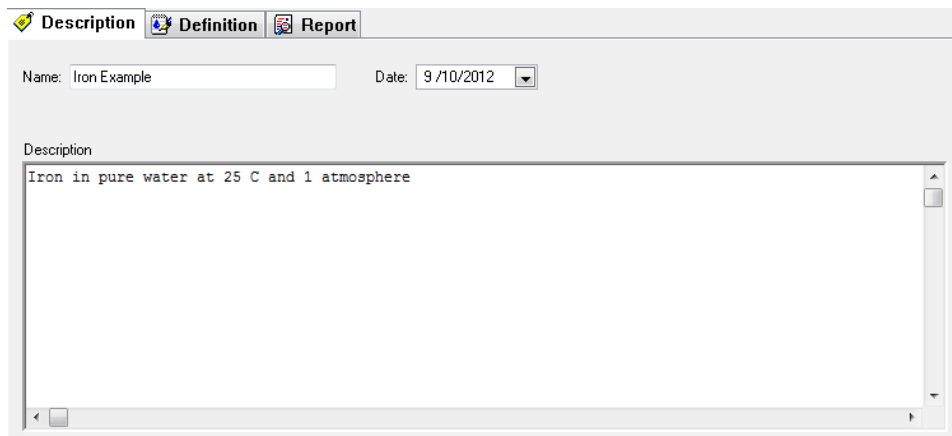 Description Definition Report
Name: Iron Example Date: 9 /10/2012
Description
Iron in pure water at 25 C and 1 atmosphere